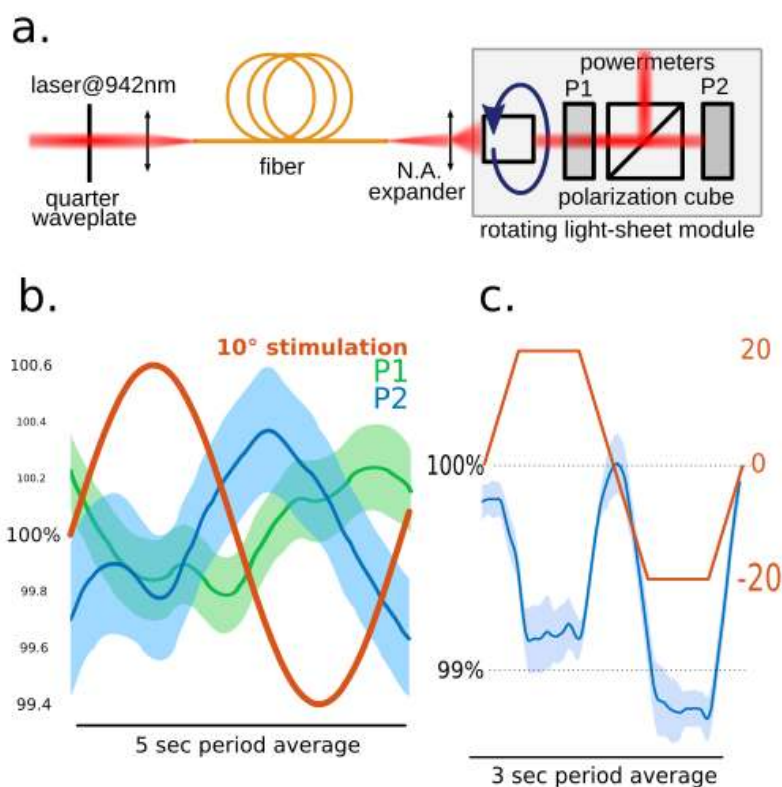 a.
laser@942nm
quarter
waveplate
fiber
N.A.
expander
powermeters
P1
P2
polarization cube
rotating light-sheet module
b.
10° stimulation
P1
P2
100.6
100.4
100.2
100%
99.8
99.6
99.4
5 sec period average
c.
20
100%
0
-20
99%
3 sec period average